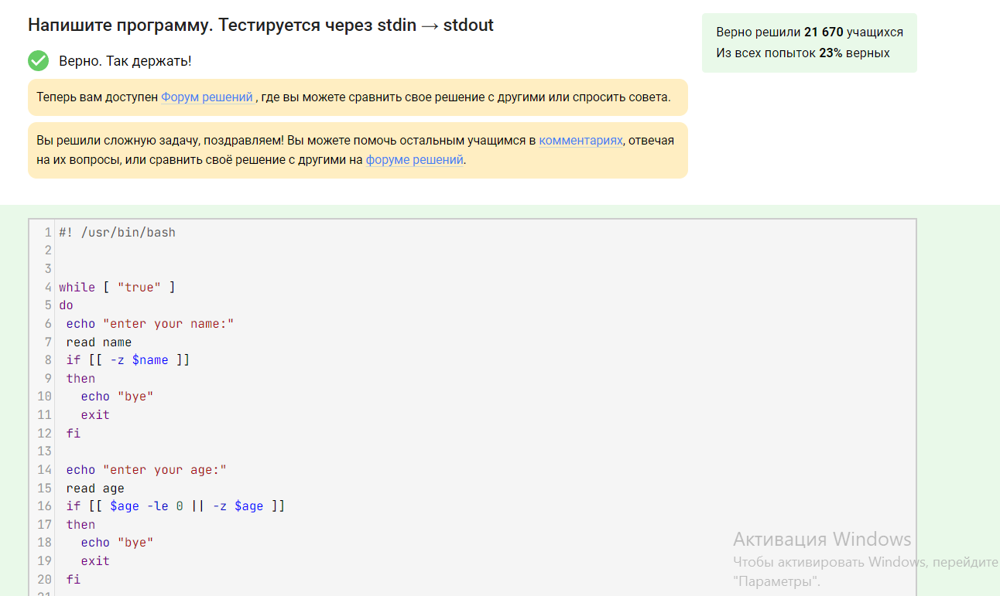 Напишите программу. Тестируется через stdin → stdout
Верно. Так держать!
Теперь вам доступен Форум решений , где вы можете сравнить свое решение с другими или спросить совета.
Вы решили сложную задачу, поздравляем! Вы можете помочь остальным учащимся в комментариях, отвечая
на их вопросы, или сравнить своё решение с другими на форуме решений.
Верно решили 21 670 учащихся
Из всех попыток 23% верных
1 #! /usr/bin/bash
2
3
4 while [ "true" ]
5 do
6  echo "enter your name:"
7  read name
8  if [[ -z $name ]]
9  then
10    echo "bye"
11    exit
12  fi
13
14  echo "enter your age:"
15  read age
16  if [[ $age -le 0 || -z $age ]]
17  then
18    echo "bye"
19    exit
20  fi
21
Активация Windows
Чтобы активировать Windows, перейдите
"Параметры".